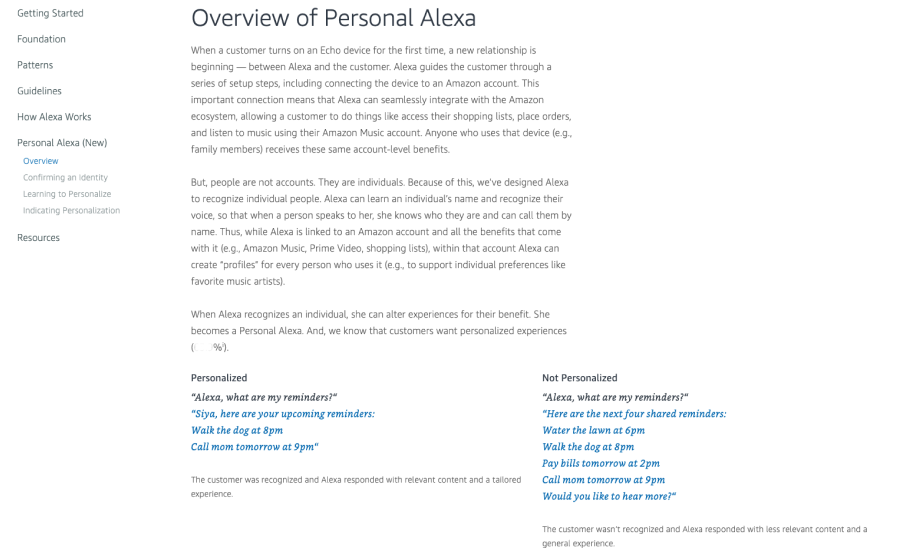 Getting Started
Foundation
Patterns
Guidelines
How Alexa Works
Personal Alexa (New)
Overview
Confirming an Identity
Learning to Personalize
Indicating Personalization
Resources
Overview of Personal Alexa
When a customer turns on an Echo device for the first time, a new relationship is
beginning — between Alexa and the customer. Alexa guides the customer through a
series of setup steps, including connecting the device to an Amazon account. This
important connection means that Alexa can seamlessly integrate with the Amazon
ecosystem, allowing a customer to do things like access their shopping lists, place orders,
and listen to music using their Amazon Music account. Anyone who uses that device (e.g.,
family members) receives these same account-level benefits.
But, people are not accounts. They are individuals. Because of this, we've designed Alexa
to recognize individual people. Alexa can learn an individual's name and recognize their
voice, so that when a person speaks to her, she knows who they are and can call them by
name. Thus, while Alexa is linked to an Amazon account and all the benefits that come
with it (e.g., Amazon Music, Prime Video, shopping lists), within that account Alexa can
create "profiles" for every person who uses it (e.g., to support individual preferences like
favorite music artists).
When Alexa recognizes an individual, she can alter experiences for their benefit. She
becomes a Personal Alexa. And, we know that customers want personalized experiences
( %).
Personalized
"Alexa, what are my reminders?"
"Siya, here are your upcoming reminders:
Walk the dog at 8pm
Call mom tomorrow at 9pm"
The customer was recognized and Alexa responded with relevant content and a tailored
experience.
Not Personalized
"Alexa, what are my reminders?"
"Here are the next four shared reminders:
Water the lawn at 6pm
Walk the dog at 8pm
Pay bills tomorrow at 2pm
Call mom tomorrow at 9pm
Would you like to hear more?"
The customer wasn't recognized and Alexa responded with less relevant content and a
general experience.